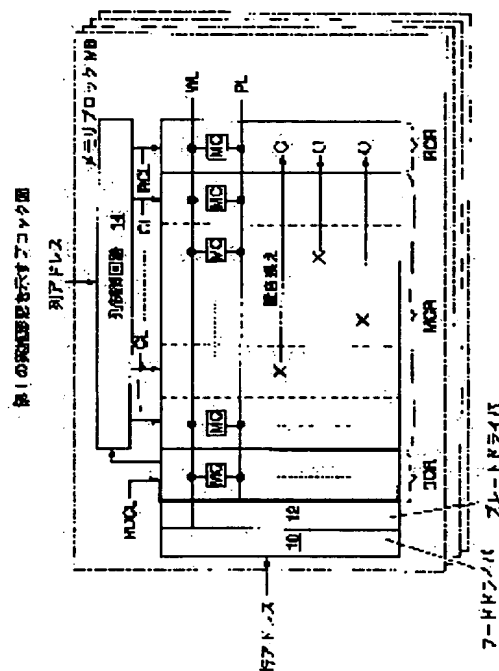 第1の実施形態を示すブロック図
列アドレス
メモリブロックMB
列制御回路 14
CL
CL
RCL
WL
PL
MC
MC
MC
MC
MC
置き換え
X
X
X
10
12
行アドレス
ワードドライバ
プレートドライバ
MCR
RCR